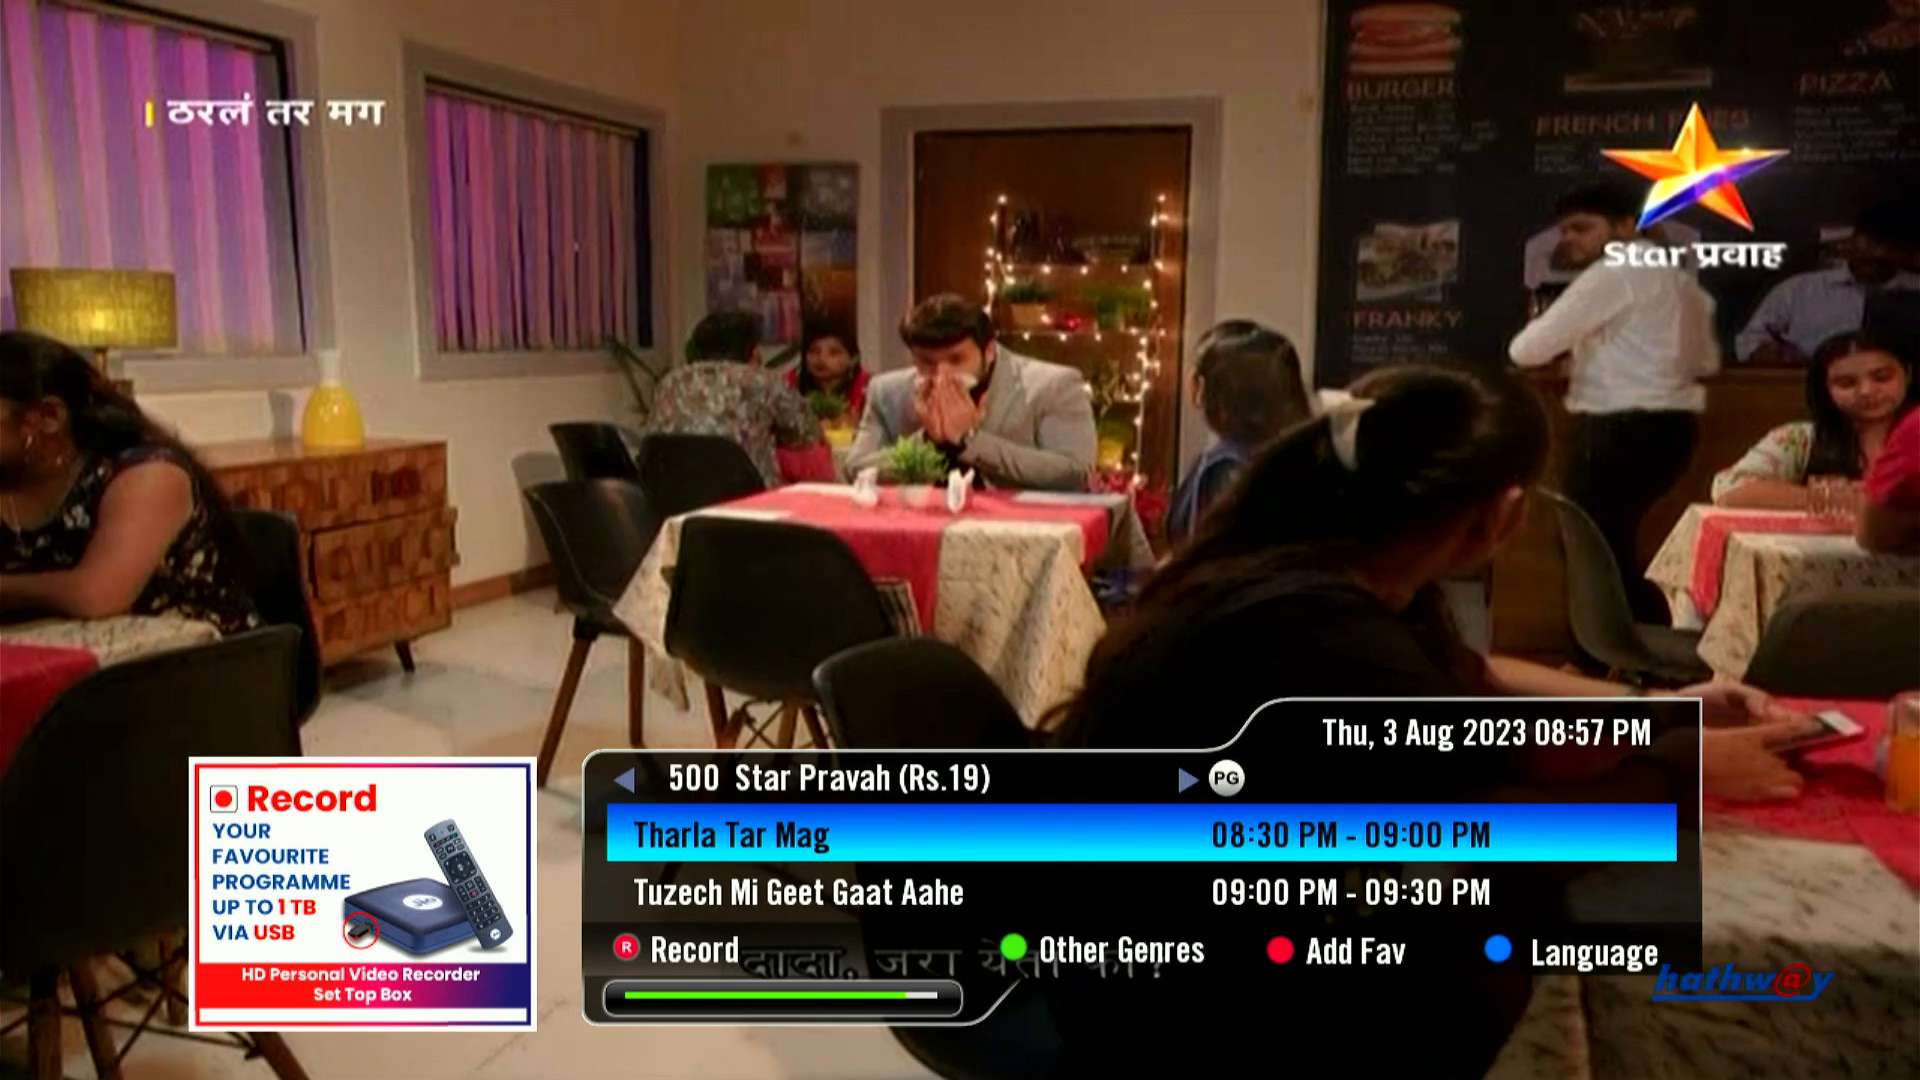 ठरलं तर मग
BURGER
PIZZA
FRENCH FRIES
FRANKY
Star प्रवाह
Thu, 3 Aug 2023 08:57 PM
500 Star Pravah (Rs.19)
PG
Tharla Tar Mag 08:30 PM - 09:00 PM
Tuzech Mi Geet Gaat Aahe 09:00 PM - 09:30 PM
R Record Other Genres Add Fav Language
दादा, जरा येता का?
hathw@y
Record
YOUR
FAVOURITE
PROGRAMME
UP TO 1 TB
VIA USB
HD Personal Video Recorder
Set Top Box